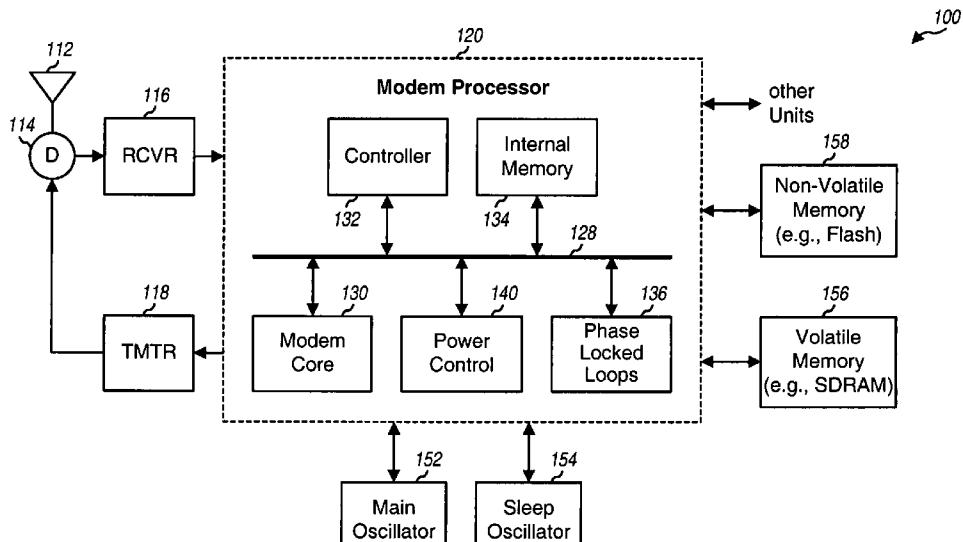 100
120
112
Modem Processor
other
Units
114
D
116
RCVR
Controller
132
Internal
Memory
134
158
Non-Volatile
Memory
(e.g., Flash)
128
118
TMTR
130
Modem
Core
140
Power
Control
136
Phase
Locked
Loops
156
Volatile
Memory
(e.g., SDRAM)
152
Main
Oscillator
154
Sleep
Oscillator